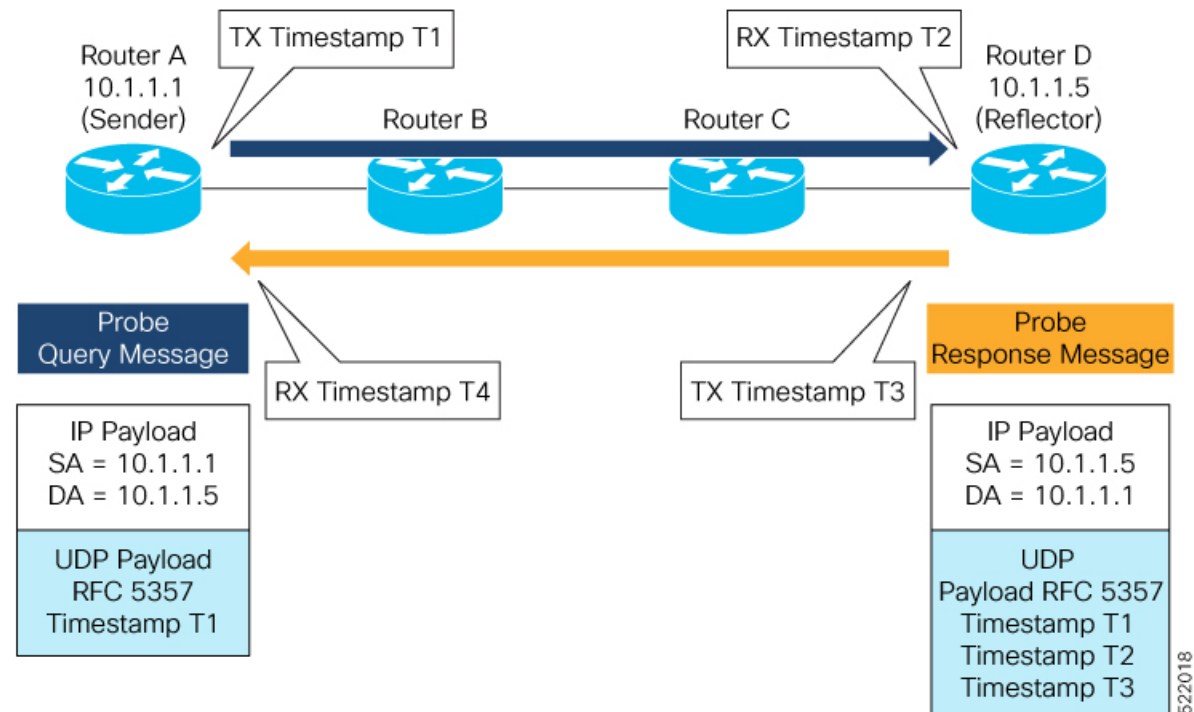 TX Timestamp T1
RX Timestamp T2
Router A
10.1.1.1
(Sender)
Router B
Router C
Router D
10.1.1.5
(Reflector)
Probe
Query Message
RX Timestamp T4
TX Timestamp T3
Probe
Response Message
IP Payload
SA = 10.1.1.1
DA = 10.1.1.5
UDP Payload
RFC 5357
Timestamp T1
IP Payload
SA = 10.1.1.5
DA = 10.1.1.1
UDP
Payload RFC 5357
Timestamp T1
Timestamp T2
Timestamp T3
522018